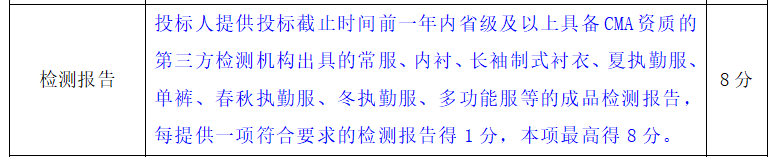 检测报告
投标人提供投标截止时间前一年内省级及以上具备 CMA 资质的
第三方检测机构出具的常服、内衬、长袖制式衬衣、夏执勤服、
单裤、春秋执勤服、冬执勤服、多功能服等的成品检测报告，
每提供一项符合要求的检测报告得 1 分，本项最高得 8 分。
8 分